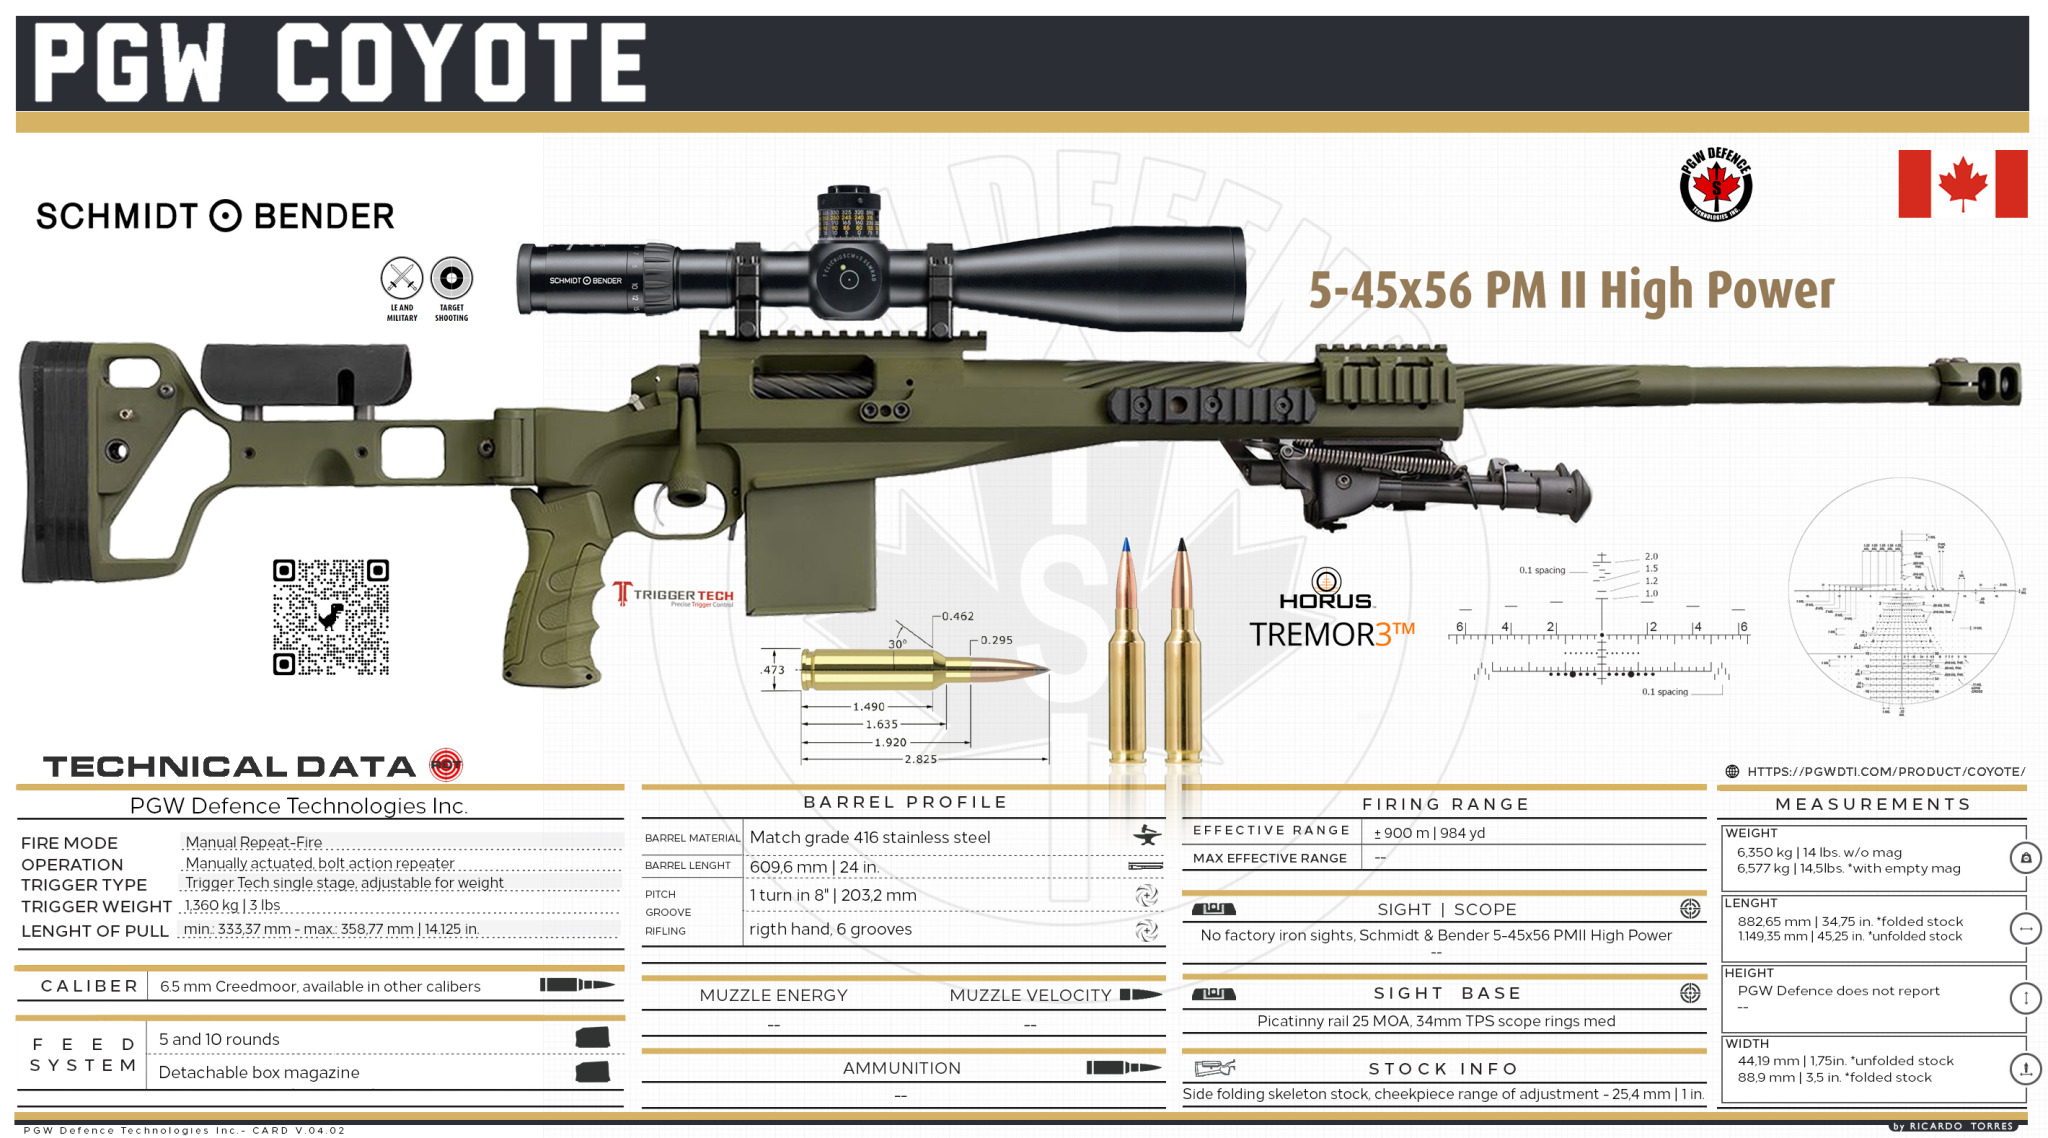 PGW COYOTE
SCHMIDT BENDER
LE AND MILITARY
TARGET SHOOTING
SCHMIDT BENDER
PGW DEFENCE
TECHNOLOGIES INC.
5-45x56 PM II High Power
TRIGGERTECH
Precise Trigger Control
0.462
30°
0.295
.473
1.490
1.635
1.920
2.825
HORUS
TREMOR3™
0.1 spacing
2.0
1.5
1.2
1.0
6 4 2 2 4 6
0.1 spacing
TECHNICAL DATA
HTTPS://PGWDTI.COM/PRODUCT/COYOTE/
PGW Defence Technologies Inc.
FIRE MODE Manual Repeat-Fire
OPERATION Manually actuated, bolt action repeater
TRIGGER TYPE Trigger Tech single stage, adjustable for weight
TRIGGER WEIGHT 1,360 kg | 3 lbs
LENGHT OF PULL min.: 333,37 mm - max.: 358,77 mm | 14.125 in.
CALIBER 6.5 mm Creedmoor, available in other calibers
FEED SYSTEM
5 and 10 rounds
Detachable box magazine
BARREL PROFILE
BARREL MATERIAL Match grade 416 stainless steel
BARREL LENGHT 609,6 mm | 24 in.
PITCH 1 turn in 8" | 203,2 mm
GROOVE
RIFLING rigth hand, 6 grooves
MUZZLE ENERGY MUZZLE VELOCITY
-- --
AMMUNITION
--
FIRING RANGE
EFFECTIVE RANGE ± 900 m | 984 yd
MAX EFFECTIVE RANGE --
SIGHT | SCOPE
No factory iron sights, Schmidt & Bender 5-45x56 PMII High Power
--
SIGHT BASE
Picatinny rail 25 MOA, 34mm TPS scope rings med
STOCK INFO
Side folding skeleton stock, cheekpiece range of adjustment - 25,4 mm | 1 in.
MEASUREMENTS
WEIGHT
6,350 kg | 14 lbs. w/o mag
6,577 kg | 14,5lbs. *with empty mag
LENGHT
882,65 mm | 34,75 in. *folded stock
1.149,35 mm | 45,25 in. *unfolded stock
HEIGHT
PGW Defence does not report
--
WIDTH
44,19 mm | 1,75in. *unfolded stock
88,9 mm | 3,5 in. *folded stock
PGW Defence Technologies Inc.- CARD V.04.02
by RICARDO TORRES